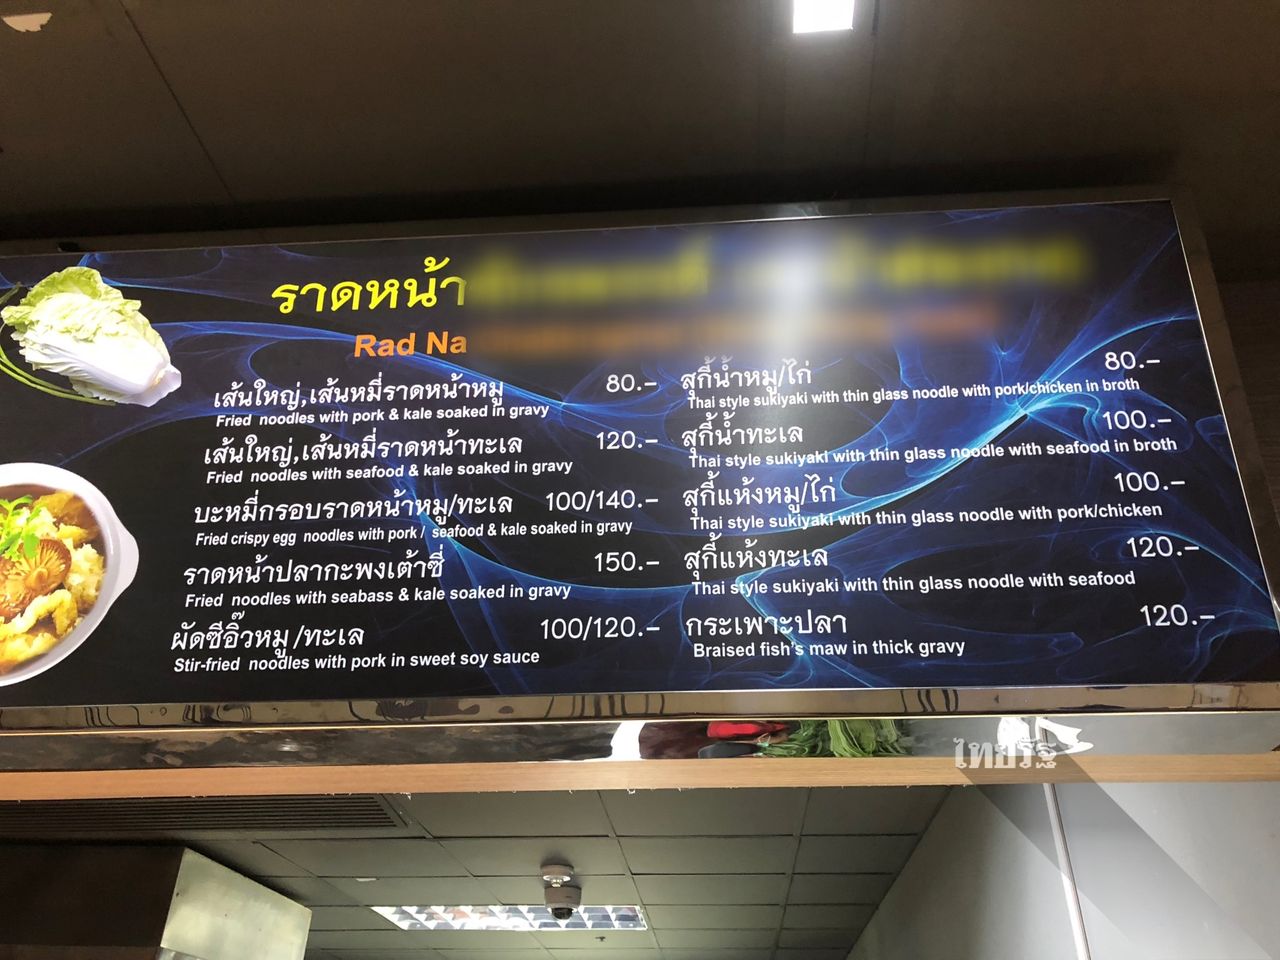 ราดหน้า
Rad Na
เส้นใหญ่,เส้นหมี่ราดหน้าหมู 80.-
Fried noodles with pork & kale soaked in gravy
เส้นใหญ่,เส้นหมี่ราดหน้าทะเล 120.-
Fried noodles with seafood & kale soaked in gravy
บะหมี่กรอบราดหน้าหมู/ทะเล 100/140.-
Fried crispy egg noodles with pork / seafood & kale soaked in gravy
ราดหน้าปลากะพงเต้าซี่ 150.-
Fried noodles with seabass & kale soaked in gravy
ผัดซีอิ๊วหมู/ทะเล 100/120.-
Stir-fried noodles with pork in sweet soy sauce
สุกี้น้ำหมู/ไก่ 80.-
Thai style sukiyaki with thin glass noodle with pork/chicken in broth
สุกี้น้ำทะเล 100.-
Thai style sukiyaki with thin glass noodle with seafood in broth
สุกี้แห้งหมู/ไก่ 100.-
Thai style sukiyaki with thin glass noodle with pork/chicken
สุกี้แห้งทะเล 120.-
Thai style sukiyaki with thin glass noodle with seafood
กระเพาะปลา 120.-
Braised fish's maw in thick gravy
ไทยรัฐ